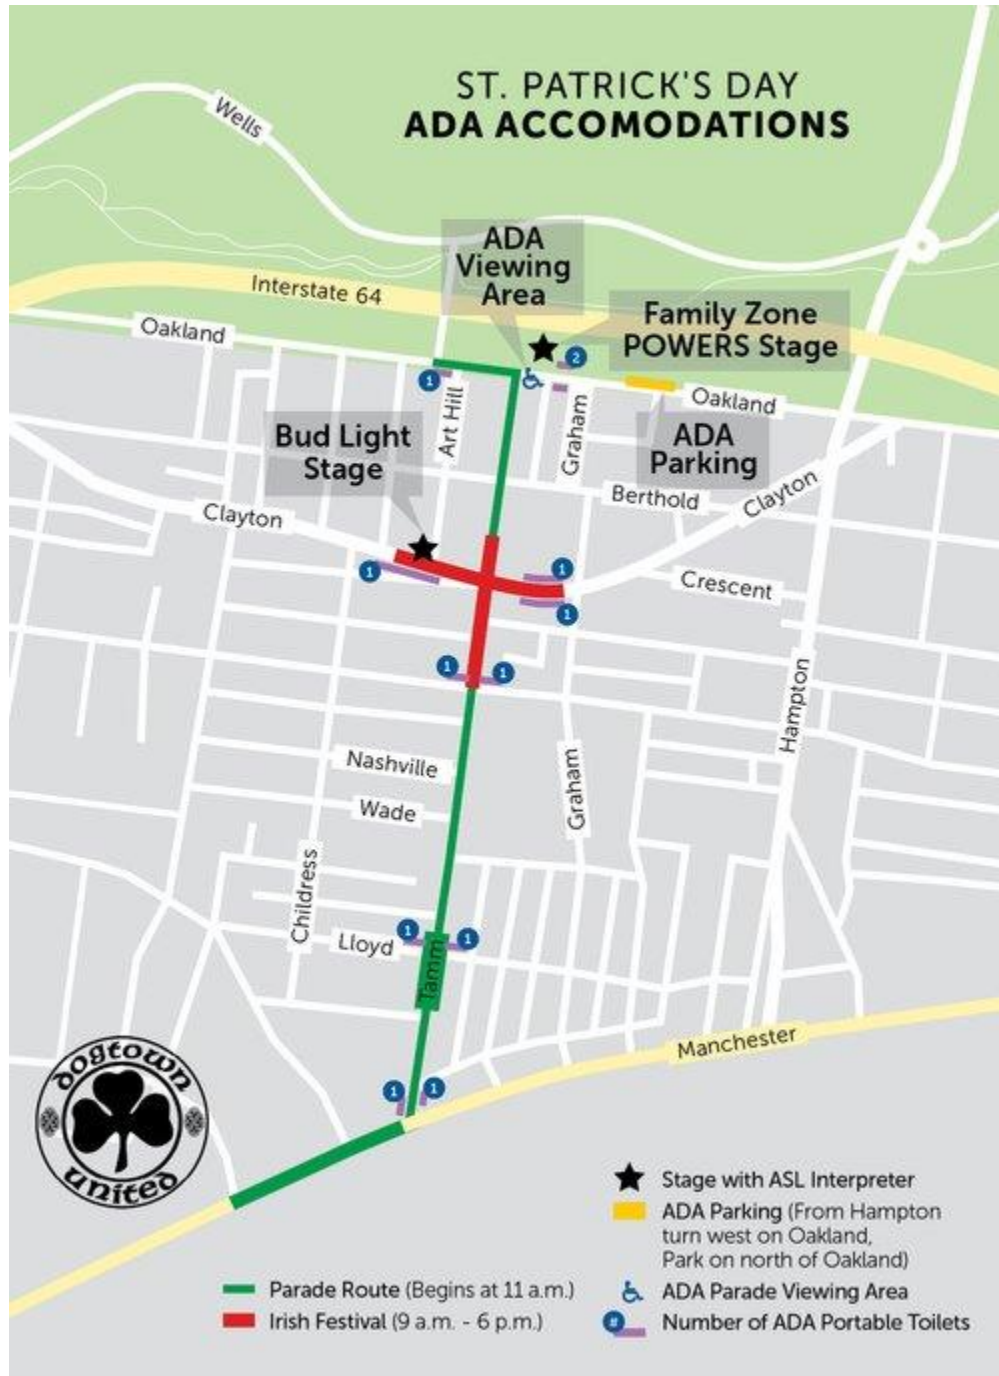 ST. PATRICK'S DAY
ADA ACCOMODATIONS
Wells
ADA
Viewing
Area
Interstate 64
Family Zone
POWERS Stage
Oakland
2
1
Oakland
Art Hill
Graham
ADA
Parking
Bud Light
Stage
Berthold
Clayton
Clayton
1
1
Crescent
1
1
1
Hampton
Nashville
Graham
Wade
Childress
Lloyd
1
1
Tamm
Manchester
1
1
dogtown
united
Stage with ASL Interpreter
ADA Parking (From Hampton
turn west on Oakland,
Park on north of Oakland)
Parade Route (Begins at 11 a.m.)
ADA Parade Viewing Area
Irish Festival (9 a.m. - 6 p.m.)
# Number of ADA Portable Toilets